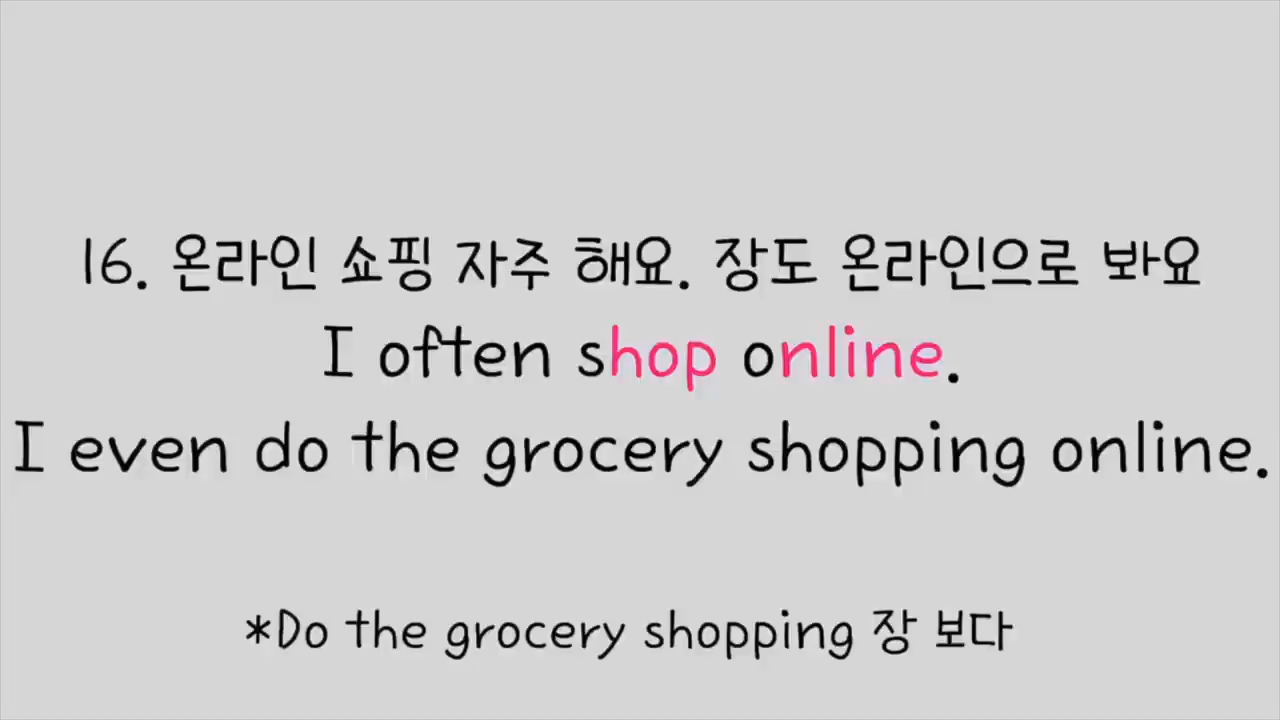 16. 온라인 쇼핑 자주 해요. 장도 온라인으로 봐요
I often shop online.
I even do the grocery shopping online.
*Do the grocery shopping 장 보다